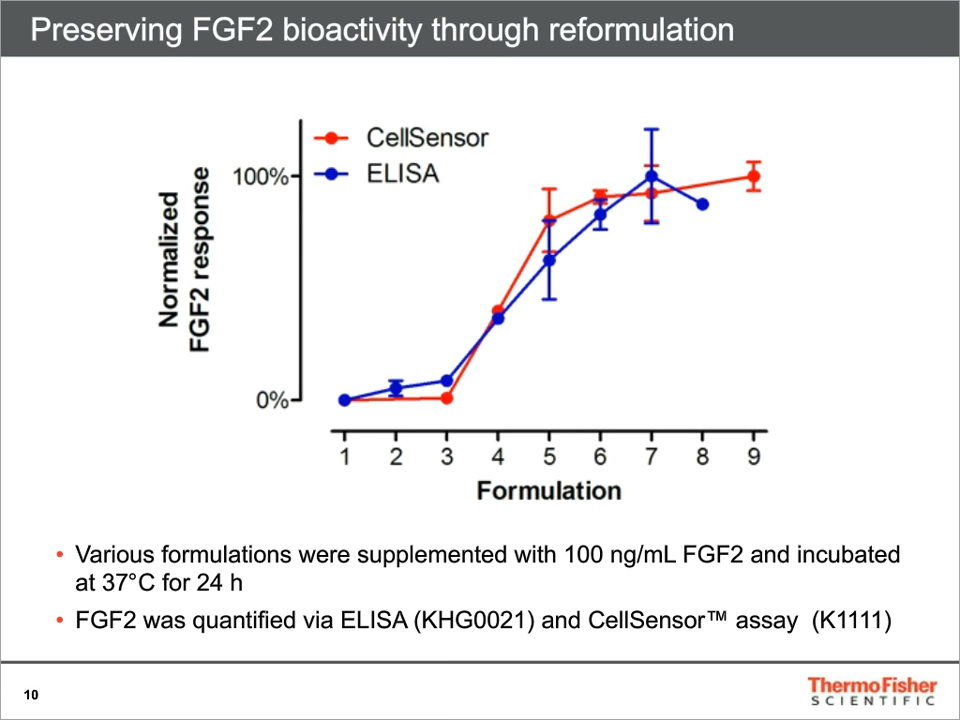 Preserving FGF2 bioactivity through reformulation
CellSensor
ELISA
100%
0%
Normalized
FGF2 response
1 2 3 4 5 6 7 8 9
Formulation
• Various formulations were supplemented with 100 ng/mL FGF2 and incubated
at 37°C for 24 h
• FGF2 was quantified via ELISA (KHG0021) and CellSensor™ assay (K1111)
10
ThermoFisher
SCIENTIFIC